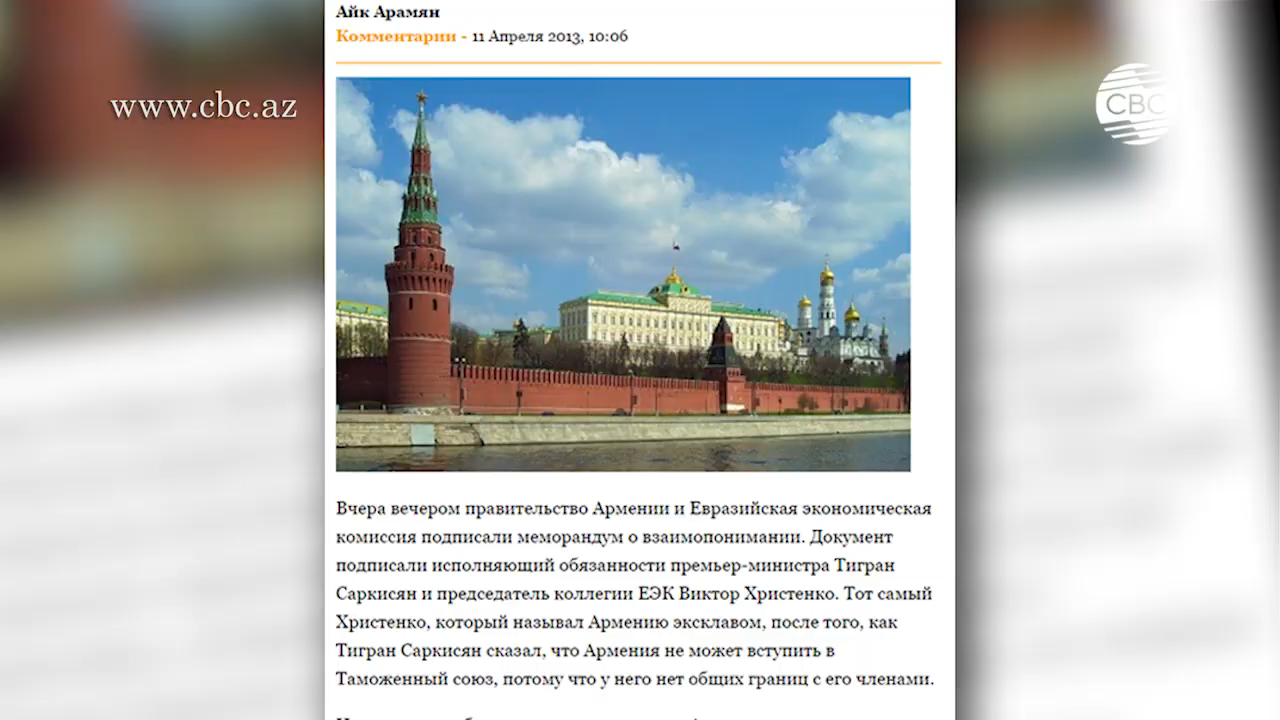 Айк Арамян
Комментарии - 11 Апреля 2013, 10:06
www.cbc.az
CBC
Вчера вечером правительство Армении и Евразийская экономическая
комиссия подписали меморандум о взаимопонимании. Документ
подписали исполняющий обязанности премьер-министра Тигран
Саркисян и председатель коллегии ЕЭК Виктор Христенко. Тот самый
Христенко, который называл Армению эксклавом, после того, как
Тигран Саркисян сказал, что Армения не может вступить в
Таможенный союз, потому что у него нет общих границ с его членами.